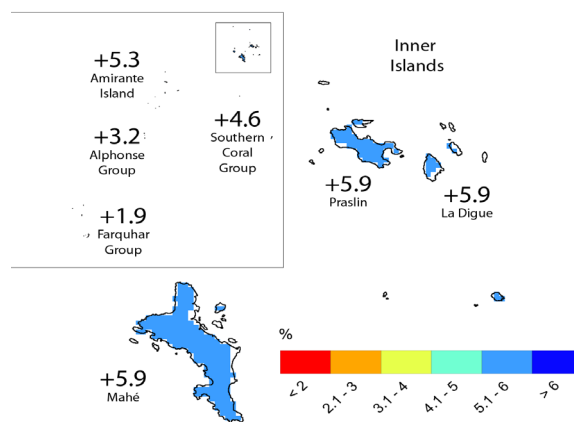 +5.3
Amirante
Island
+4.6
Southern
Coral
Group
+3.2
Alphonse
Group
+1.9
Farquhar
Group
Inner
Islands
+5.9
Praslin
+5.9
La Digue
+5.9
Mahé
%
< 2
2.1 - 3
3.1 - 4
4.1 - 5
5.1 - 6
> 6